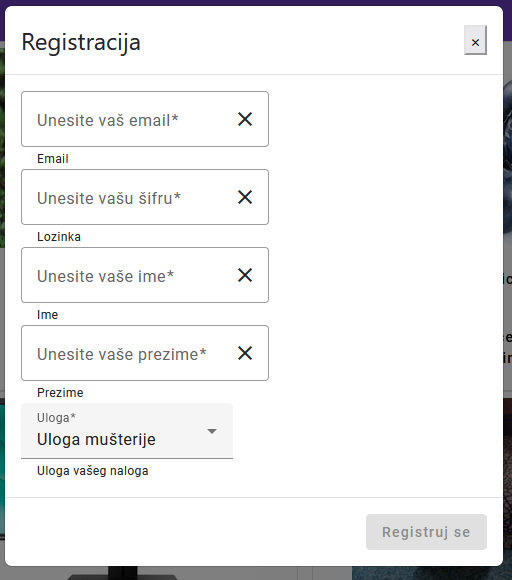 Registracija
×
Unesite vaš email*
Email
Unesite vašu šifru*
Lozinka
Unesite vaše ime*
Ime
Unesite vaše prezime*
Prezime
Uloga*
Uloga mušterije
Uloga vašeg naloga
Registruj se